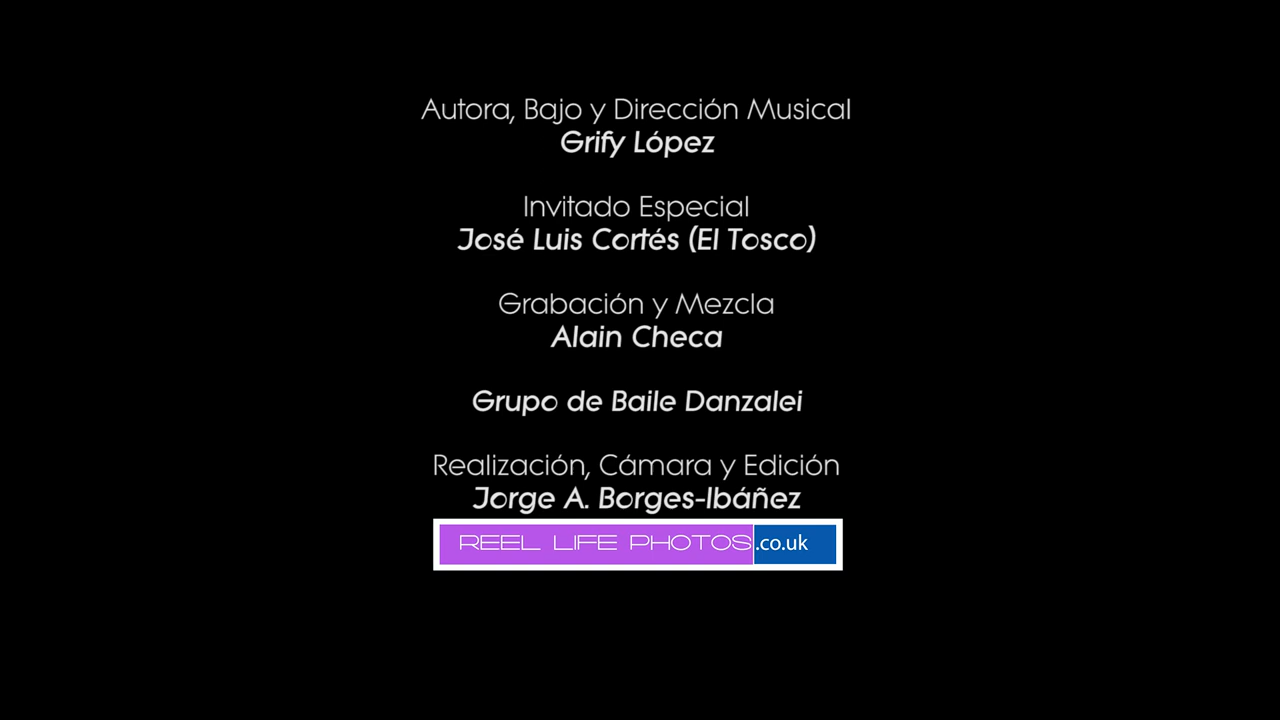 Autora, Bajo y Dirección Musical
Grify López
Invitado Especial
José Luis Cortés (El Tosco)
Grabación y Mezcla
Alain Checa
Grupo de Baile Danzalei
Realización, Cámara y Edición
Jorge A. Borges-Ibáñez
REEL LIFE PHOTOS.co.uk